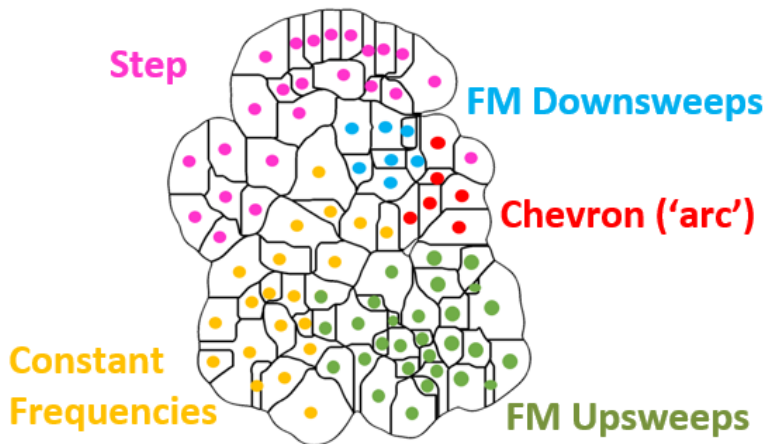 Step
FM Downsweeps
Chevron (‘arc’)
Constant
Frequencies
FM Upsweeps